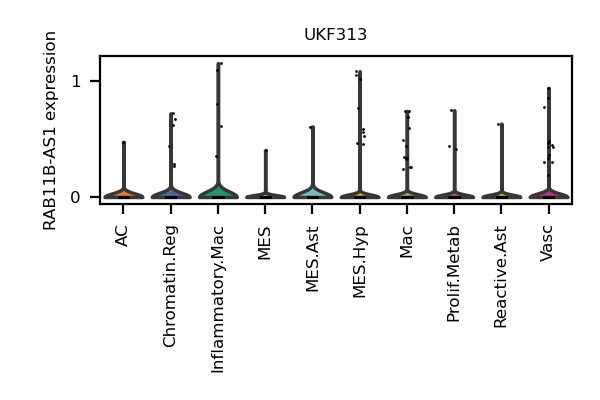 UKF313
RAB11B-AS1 expression
1
0
AC
Chromatin.Reg
Inflammatory.Mac
MES
MES.Ast
MES.Hyp
Mac
Prolif.Metab
Reactive.Ast
Vasc